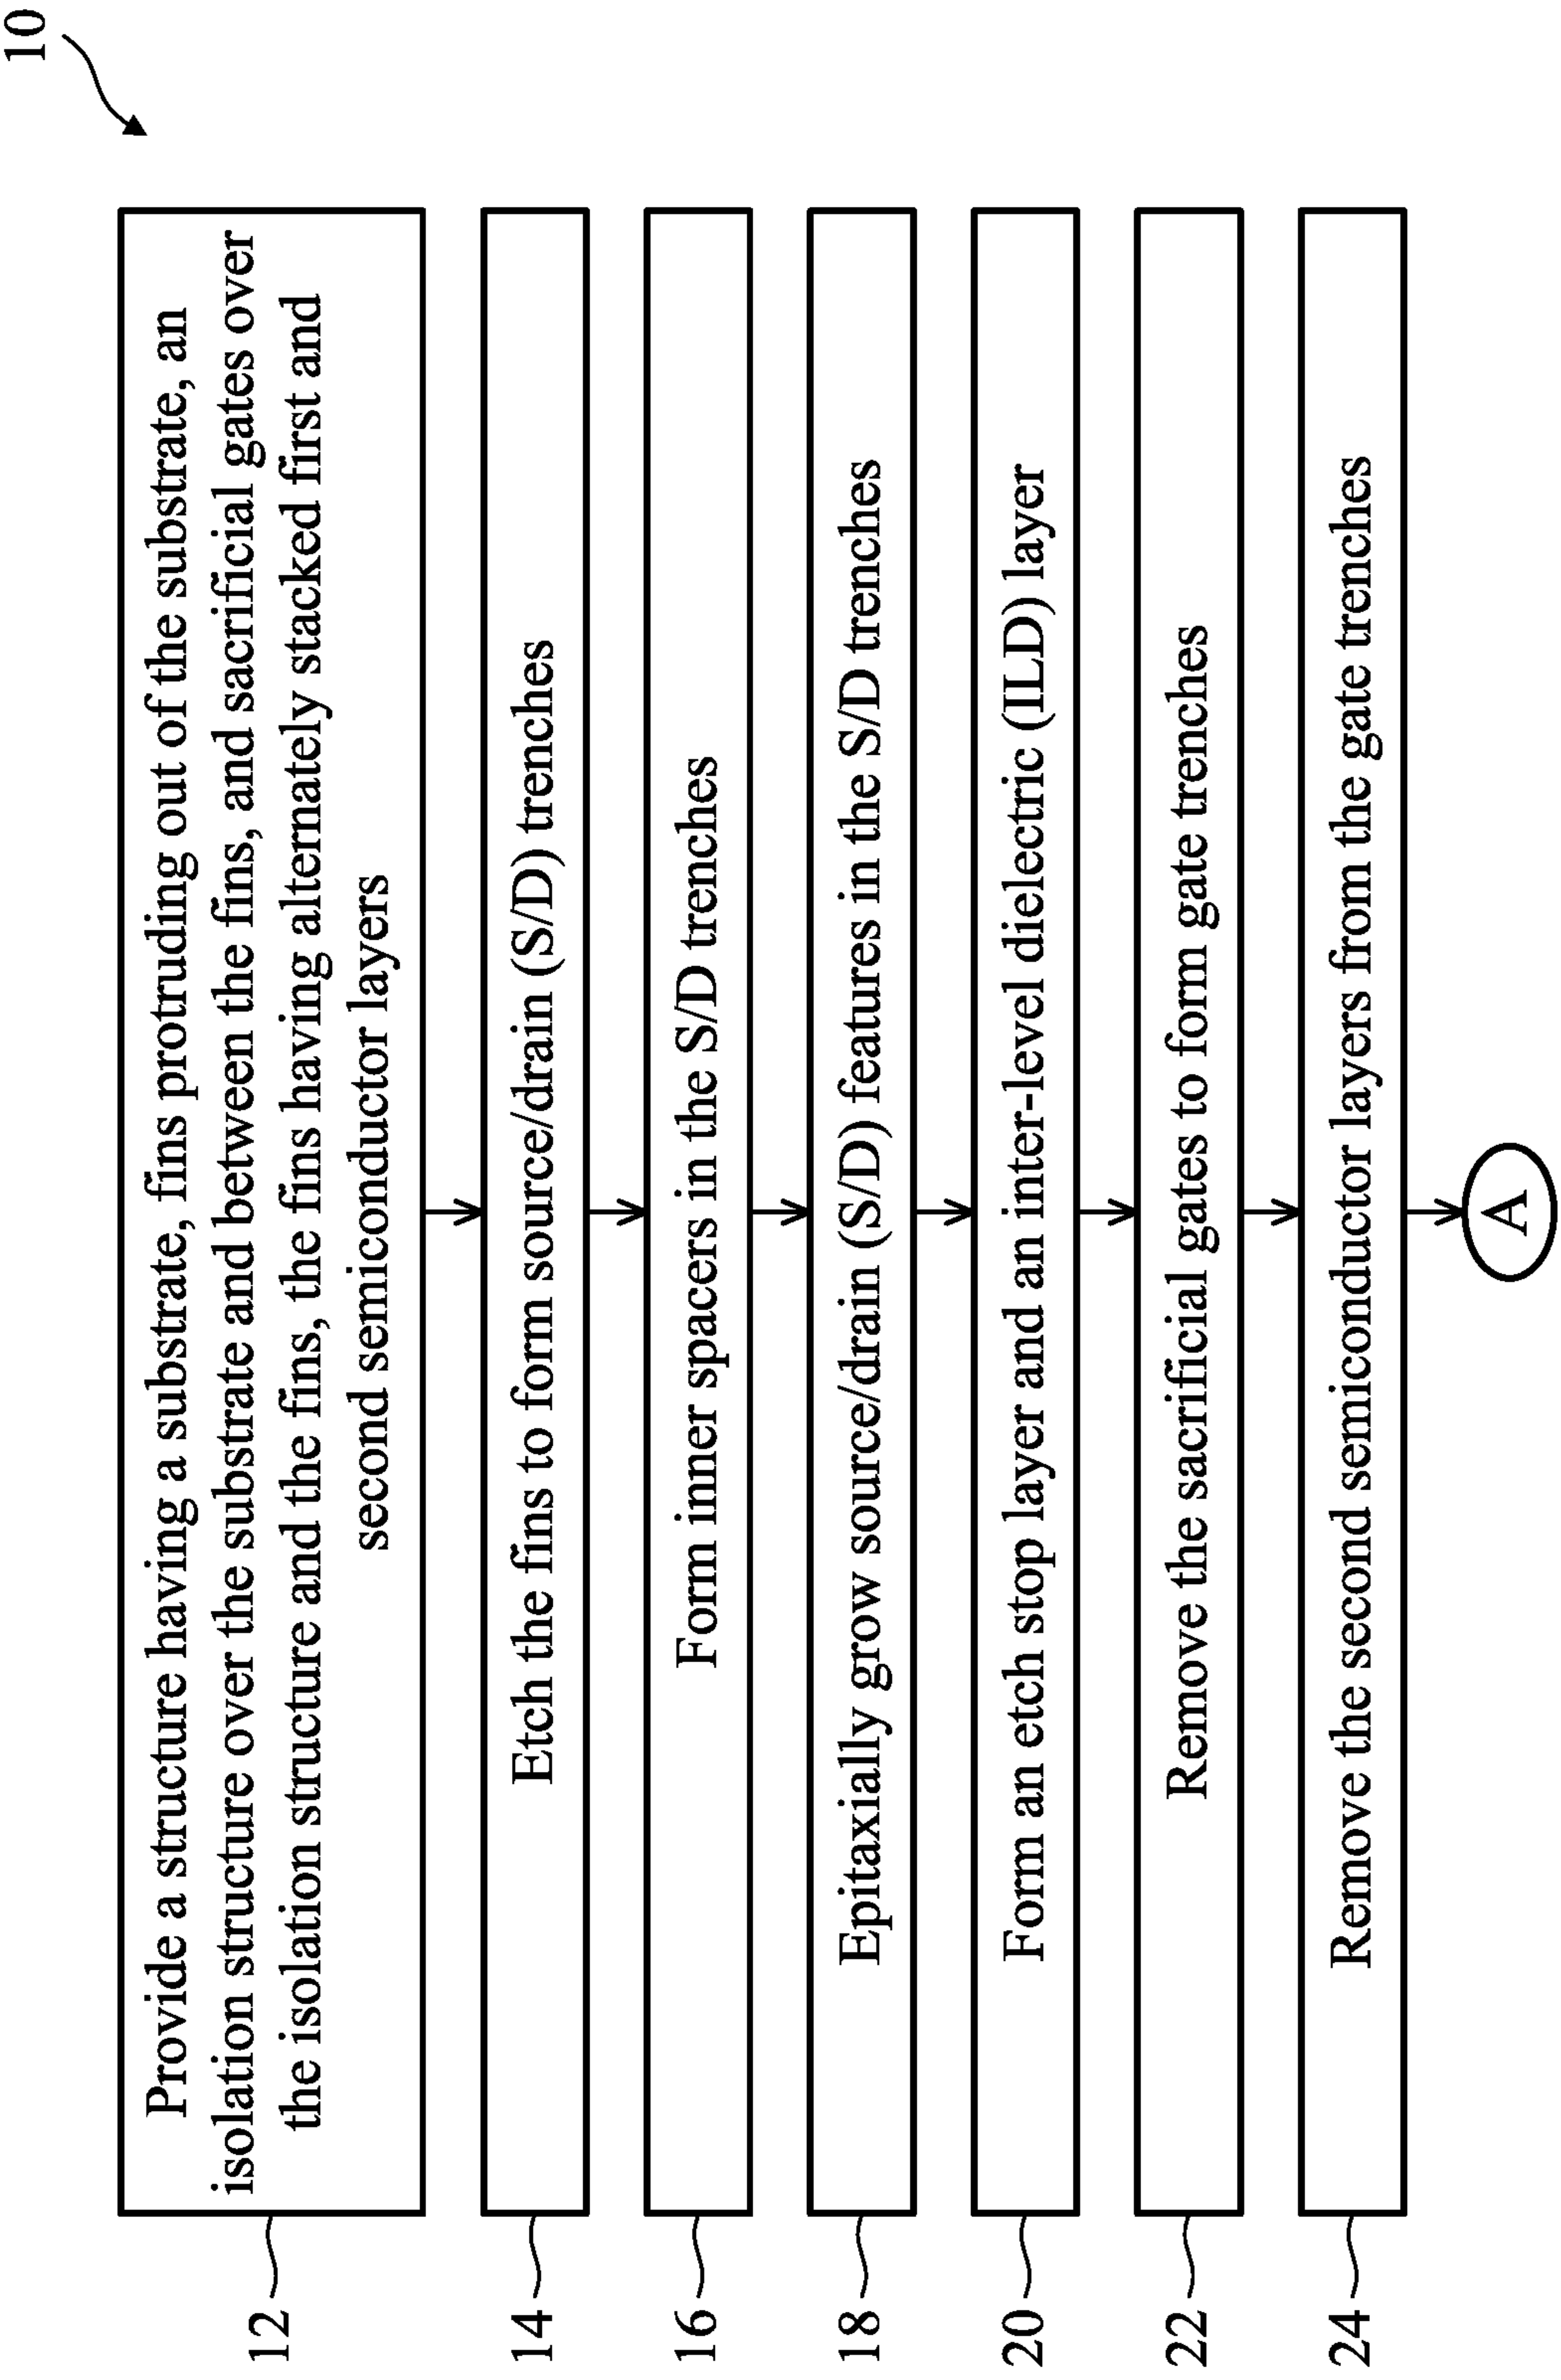 10
12
Provide a structure having a substrate, fins protruding out of the substrate, an
isolation structure over the substrate and between the fins, and sacrificial gates over
the isolation structure and the fins, the fins having alternately stacked first and
second semiconductor layers
14
Etch the fins to form source/drain (S/D) trenches
16
Form inner spacers in the S/D trenches
18
Epitaxially grow source/drain (S/D) features in the S/D trenches
20
Form an etch stop layer and an inter-level dielectric (ILD) layer
22
Remove the sacrificial gates to form gate trenches
24
Remove the second semiconductor layers from the gate trenches
A